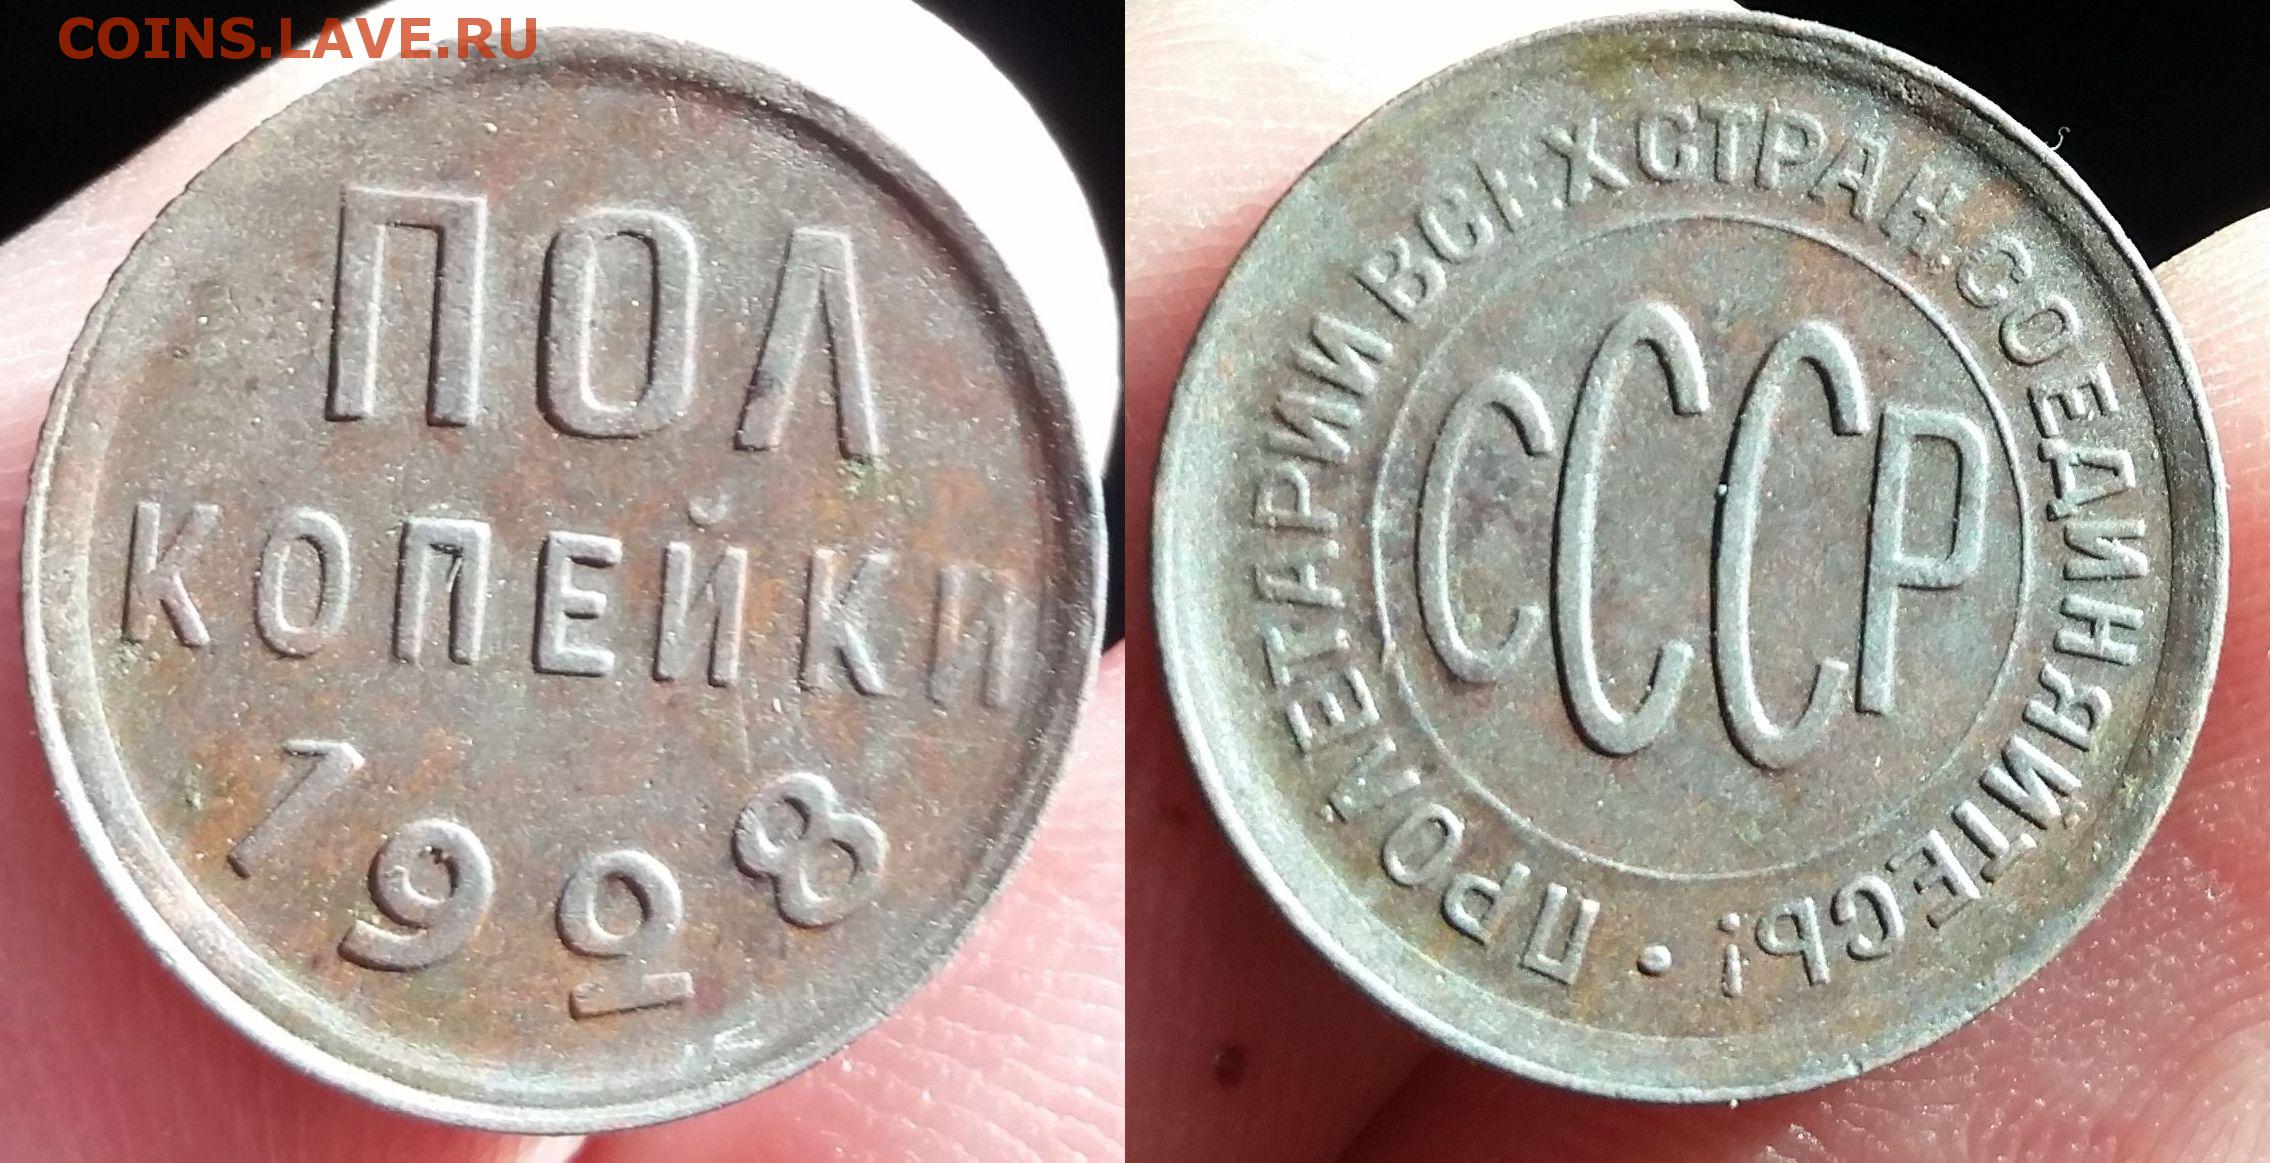 COINS.LAVE.RU
ПОЛ
КОПЕЙКИ
1928
ПРОЛЕТАРИИ ВСЕХ СТРАН, СОЕДИНЯЙТЕСЬ! •
СССР